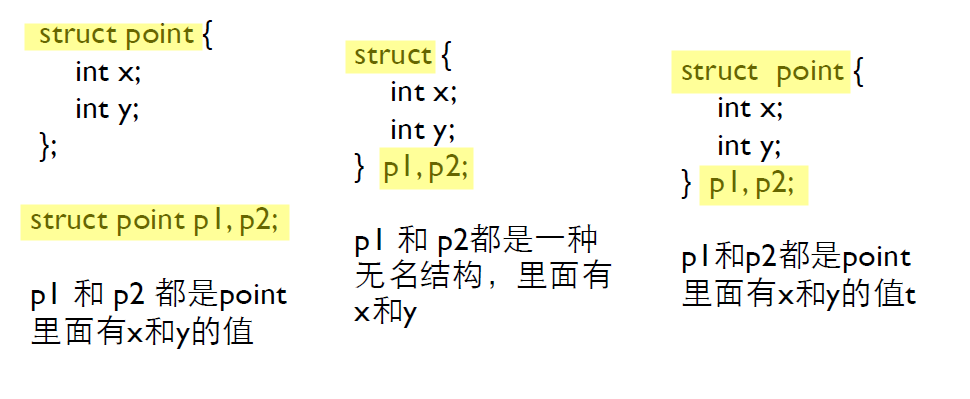 struct point {
int x;
int y;
};
struct point p1, p2;
p1 和 p2 都是point
里面有x和y的值
struct {
int x;
int y;
} p1, p2;
p1 和 p2都是一种
无名结构，里面有
x和y
struct point {
int x;
int y;
} p1, p2;
p1和p2都是point
里面有x和y的值t